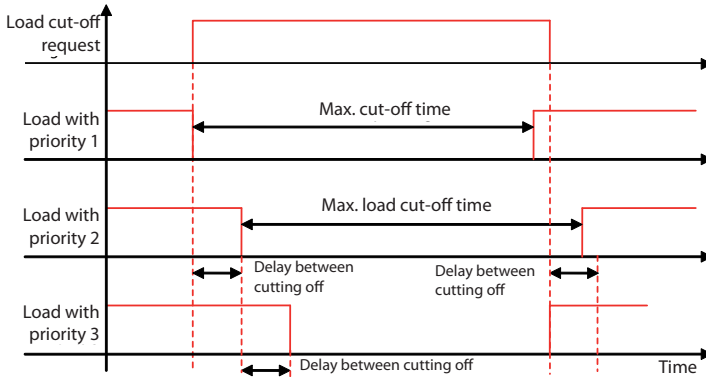 Load cut-off
request
Load with
priority 1
Max. cut-off time
Load with
priority 2
Max. load cut-off time
Delay between
cutting off
Delay between
cutting off
Load with
priority 3
Delay between cutting off
Time